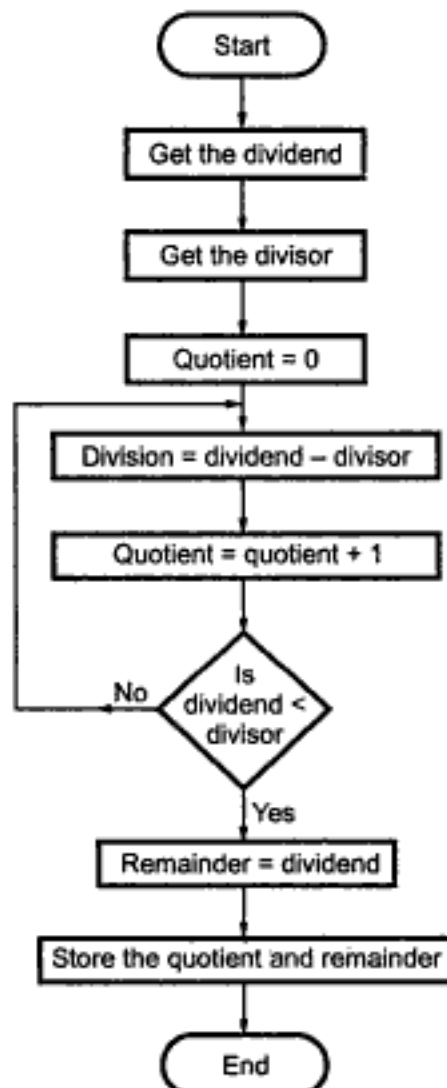 Start
Get the dividend
Get the divisor
Quotient = 0
Division = dividend – divisor
Quotient = quotient + 1
Is
dividend <
divisor
No
Yes
Remainder = dividend
Store the quotient and remainder
End